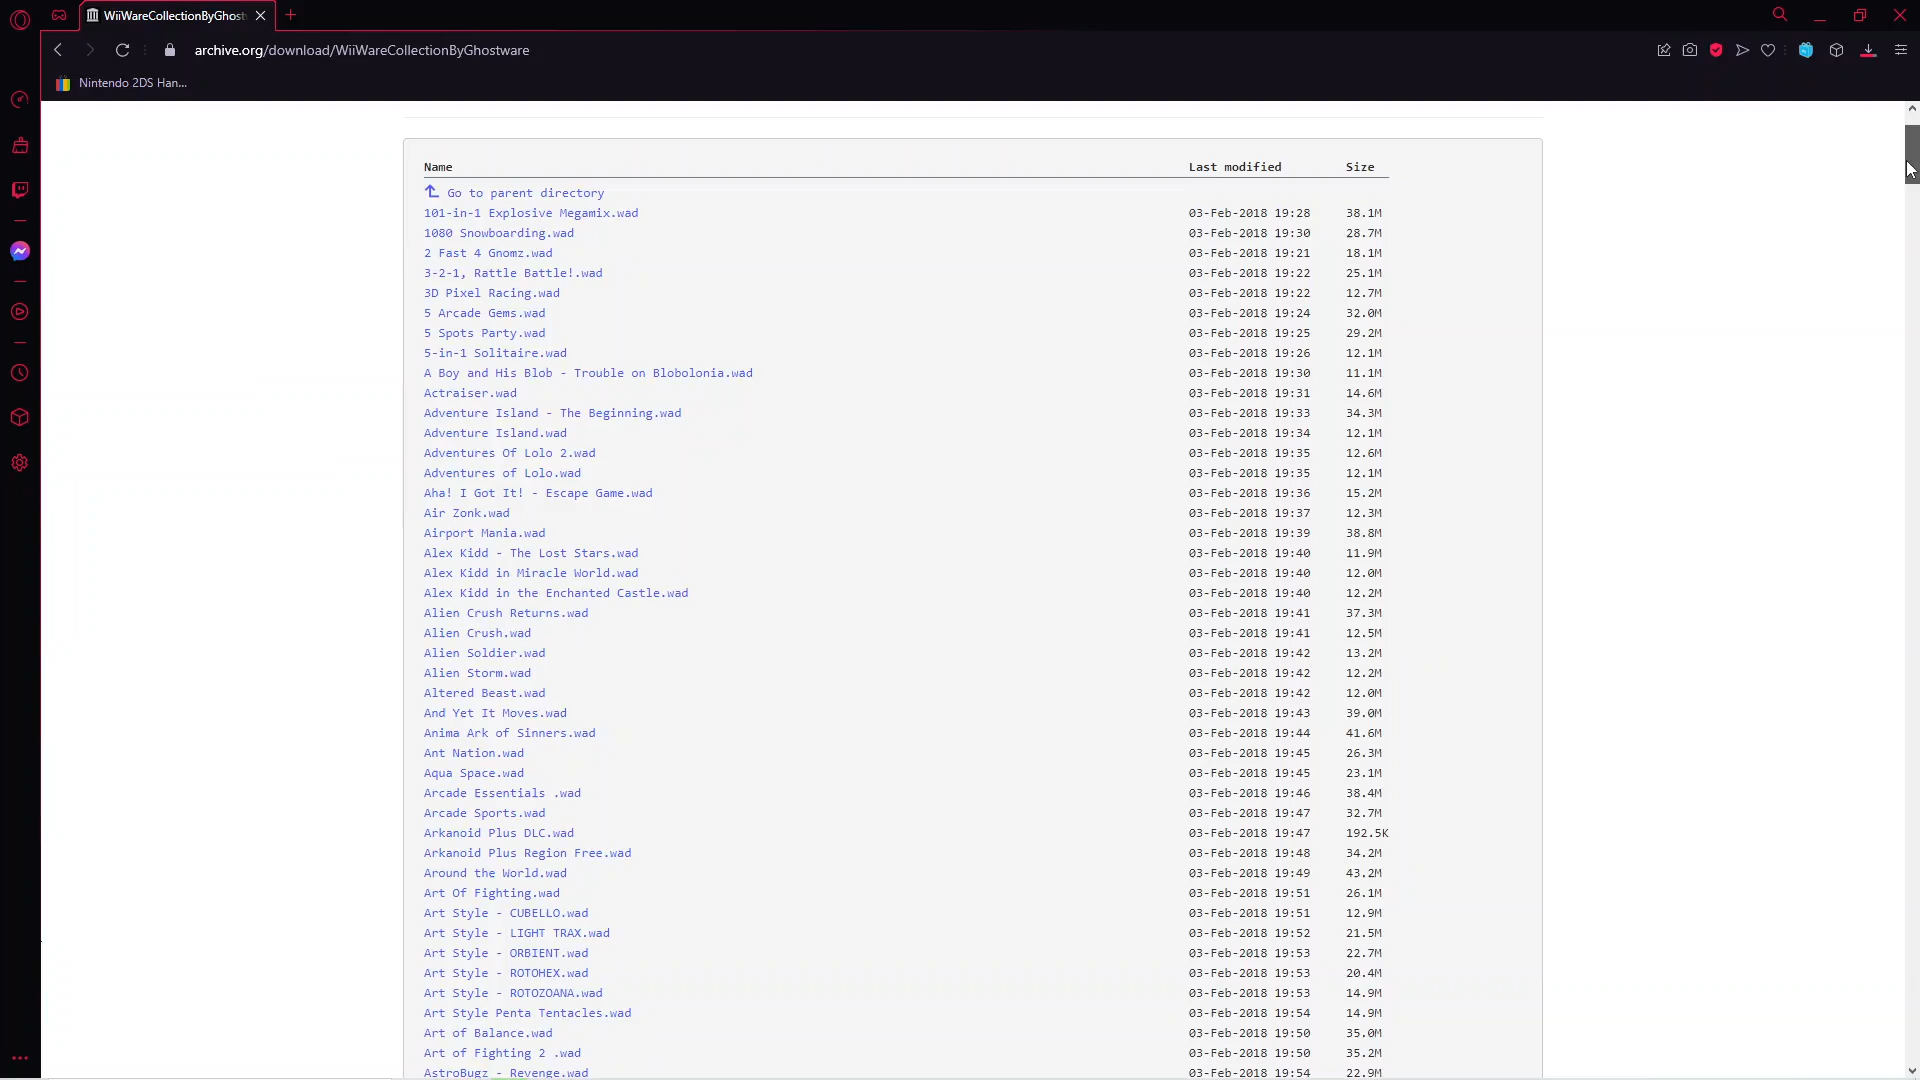 WiiWareCollectionByGhost
archive.org/download/WiiWareCollectionByGhostware
Nintendo 2DS Han...
Name Last modified Size
Go to parent directory
101-in-1 Explosive Megamix.wad 03-Feb-2018 19:28 38.1M
1080 Snowboarding.wad 03-Feb-2018 19:30 28.7M
2 Fast 4 Gnomz.wad 03-Feb-2018 19:21 18.1M
3-2-1, Rattle Battle!.wad 03-Feb-2018 19:22 25.1M
3D Pixel Racing.wad 03-Feb-2018 19:22 12.7M
5 Arcade Gems.wad 03-Feb-2018 19:24 32.0M
5 Spots Party.wad 03-Feb-2018 19:25 29.2M
5-in-1 Solitaire.wad 03-Feb-2018 19:26 12.1M
A Boy and His Blob - Trouble on Blobolonia.wad 03-Feb-2018 19:30 11.1M
Actraiser.wad 03-Feb-2018 19:31 14.6M
Adventure Island - The Beginning.wad 03-Feb-2018 19:33 34.3M
Adventure Island.wad 03-Feb-2018 19:34 12.1M
Adventures Of Lolo 2.wad 03-Feb-2018 19:35 12.6M
Adventures of Lolo.wad 03-Feb-2018 19:35 12.1M
Aha! I Got It! - Escape Game.wad 03-Feb-2018 19:36 15.2M
Air Zonk.wad 03-Feb-2018 19:37 12.3M
Airport Mania.wad 03-Feb-2018 19:39 38.8M
Alex Kidd - The Lost Stars.wad 03-Feb-2018 19:40 11.9M
Alex Kidd in Miracle World.wad 03-Feb-2018 19:40 12.0M
Alex Kidd in the Enchanted Castle.wad 03-Feb-2018 19:40 12.2M
Alien Crush Returns.wad 03-Feb-2018 19:41 37.3M
Alien Crush.wad 03-Feb-2018 19:41 12.5M
Alien Soldier.wad 03-Feb-2018 19:42 13.2M
Alien Storm.wad 03-Feb-2018 19:42 12.2M
Altered Beast.wad 03-Feb-2018 19:42 12.0M
And Yet It Moves.wad 03-Feb-2018 19:43 39.0M
Anima Ark of Sinners.wad 03-Feb-2018 19:44 41.6M
Ant Nation.wad 03-Feb-2018 19:45 26.3M
Aqua Space.wad 03-Feb-2018 19:45 23.1M
Arcade Essentials .wad 03-Feb-2018 19:46 38.4M
Arcade Sports.wad 03-Feb-2018 19:47 32.7M
Arkanoid Plus DLC.wad 03-Feb-2018 19:47 192.5K
Arkanoid Plus Region Free.wad 03-Feb-2018 19:48 34.2M
Around the World.wad 03-Feb-2018 19:49 43.2M
Art Of Fighting.wad 03-Feb-2018 19:51 26.1M
Art Style - CUBELLO.wad 03-Feb-2018 19:51 12.9M
Art Style - LIGHT TRAX.wad 03-Feb-2018 19:52 21.5M
Art Style - ORBIENT.wad 03-Feb-2018 19:53 22.7M
Art Style - ROTOHEX.wad 03-Feb-2018 19:53 20.4M
Art Style - ROTOZOANA.wad 03-Feb-2018 19:53 14.9M
Art Style Penta Tentacles.wad 03-Feb-2018 19:54 14.9M
Art of Balance.wad 03-Feb-2018 19:50 35.0M
Art of Fighting 2 .wad 03-Feb-2018 19:50 35.2M
AstroBugz - Revenge.wad 03-Feb-2018 19:54 22.9M